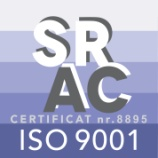 SR
AC
CERTIFICAT nr.8895
ISO 9001